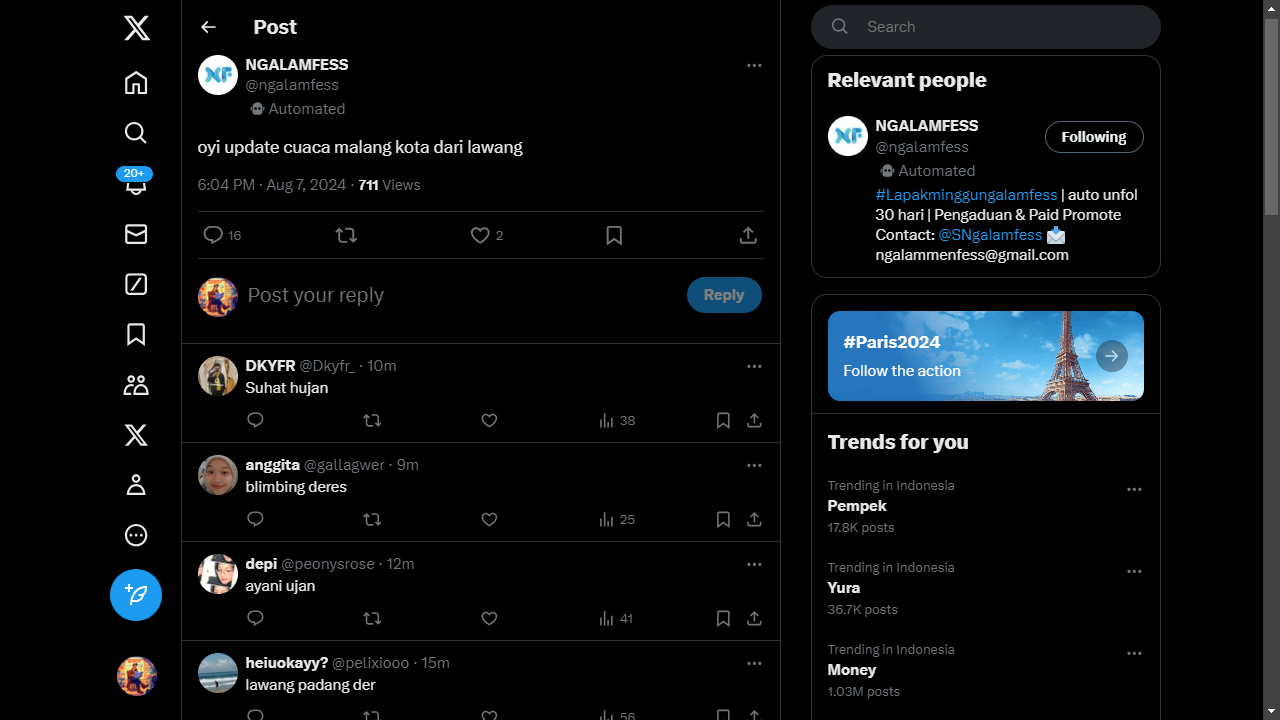 Post
NGALAMFESS
@ngalamfess
Automated
oyi update cuaca malang kota dari lawang
6:04 PM · Aug 7, 2024 · 711 Views
16
2
Post your reply
Reply
DKYFR @Dkyfr_ · 10m
Suhat hujan
38
anggita @gallagwer · 9m
blimbing deres
25
depi @peonysrose · 12m
ayani ujan
41
heiuokayy? @pelixiooo · 15m
lawang padang der
56
20+
Search
Relevant people
NGALAMFESS
@ngalamfess
Following
Automated
#Lapakminggungalamfess | auto unfol
30 hari | Pengaduan & Paid Promote
Contact: @SNgalamfess 📩
ngalammenfess@gmail.com
#Paris2024
Follow the action
Trends for you
Trending in Indonesia
Pempek
17.8K posts
Trending in Indonesia
Yura
36.7K posts
Trending in Indonesia
Money
1.03M posts